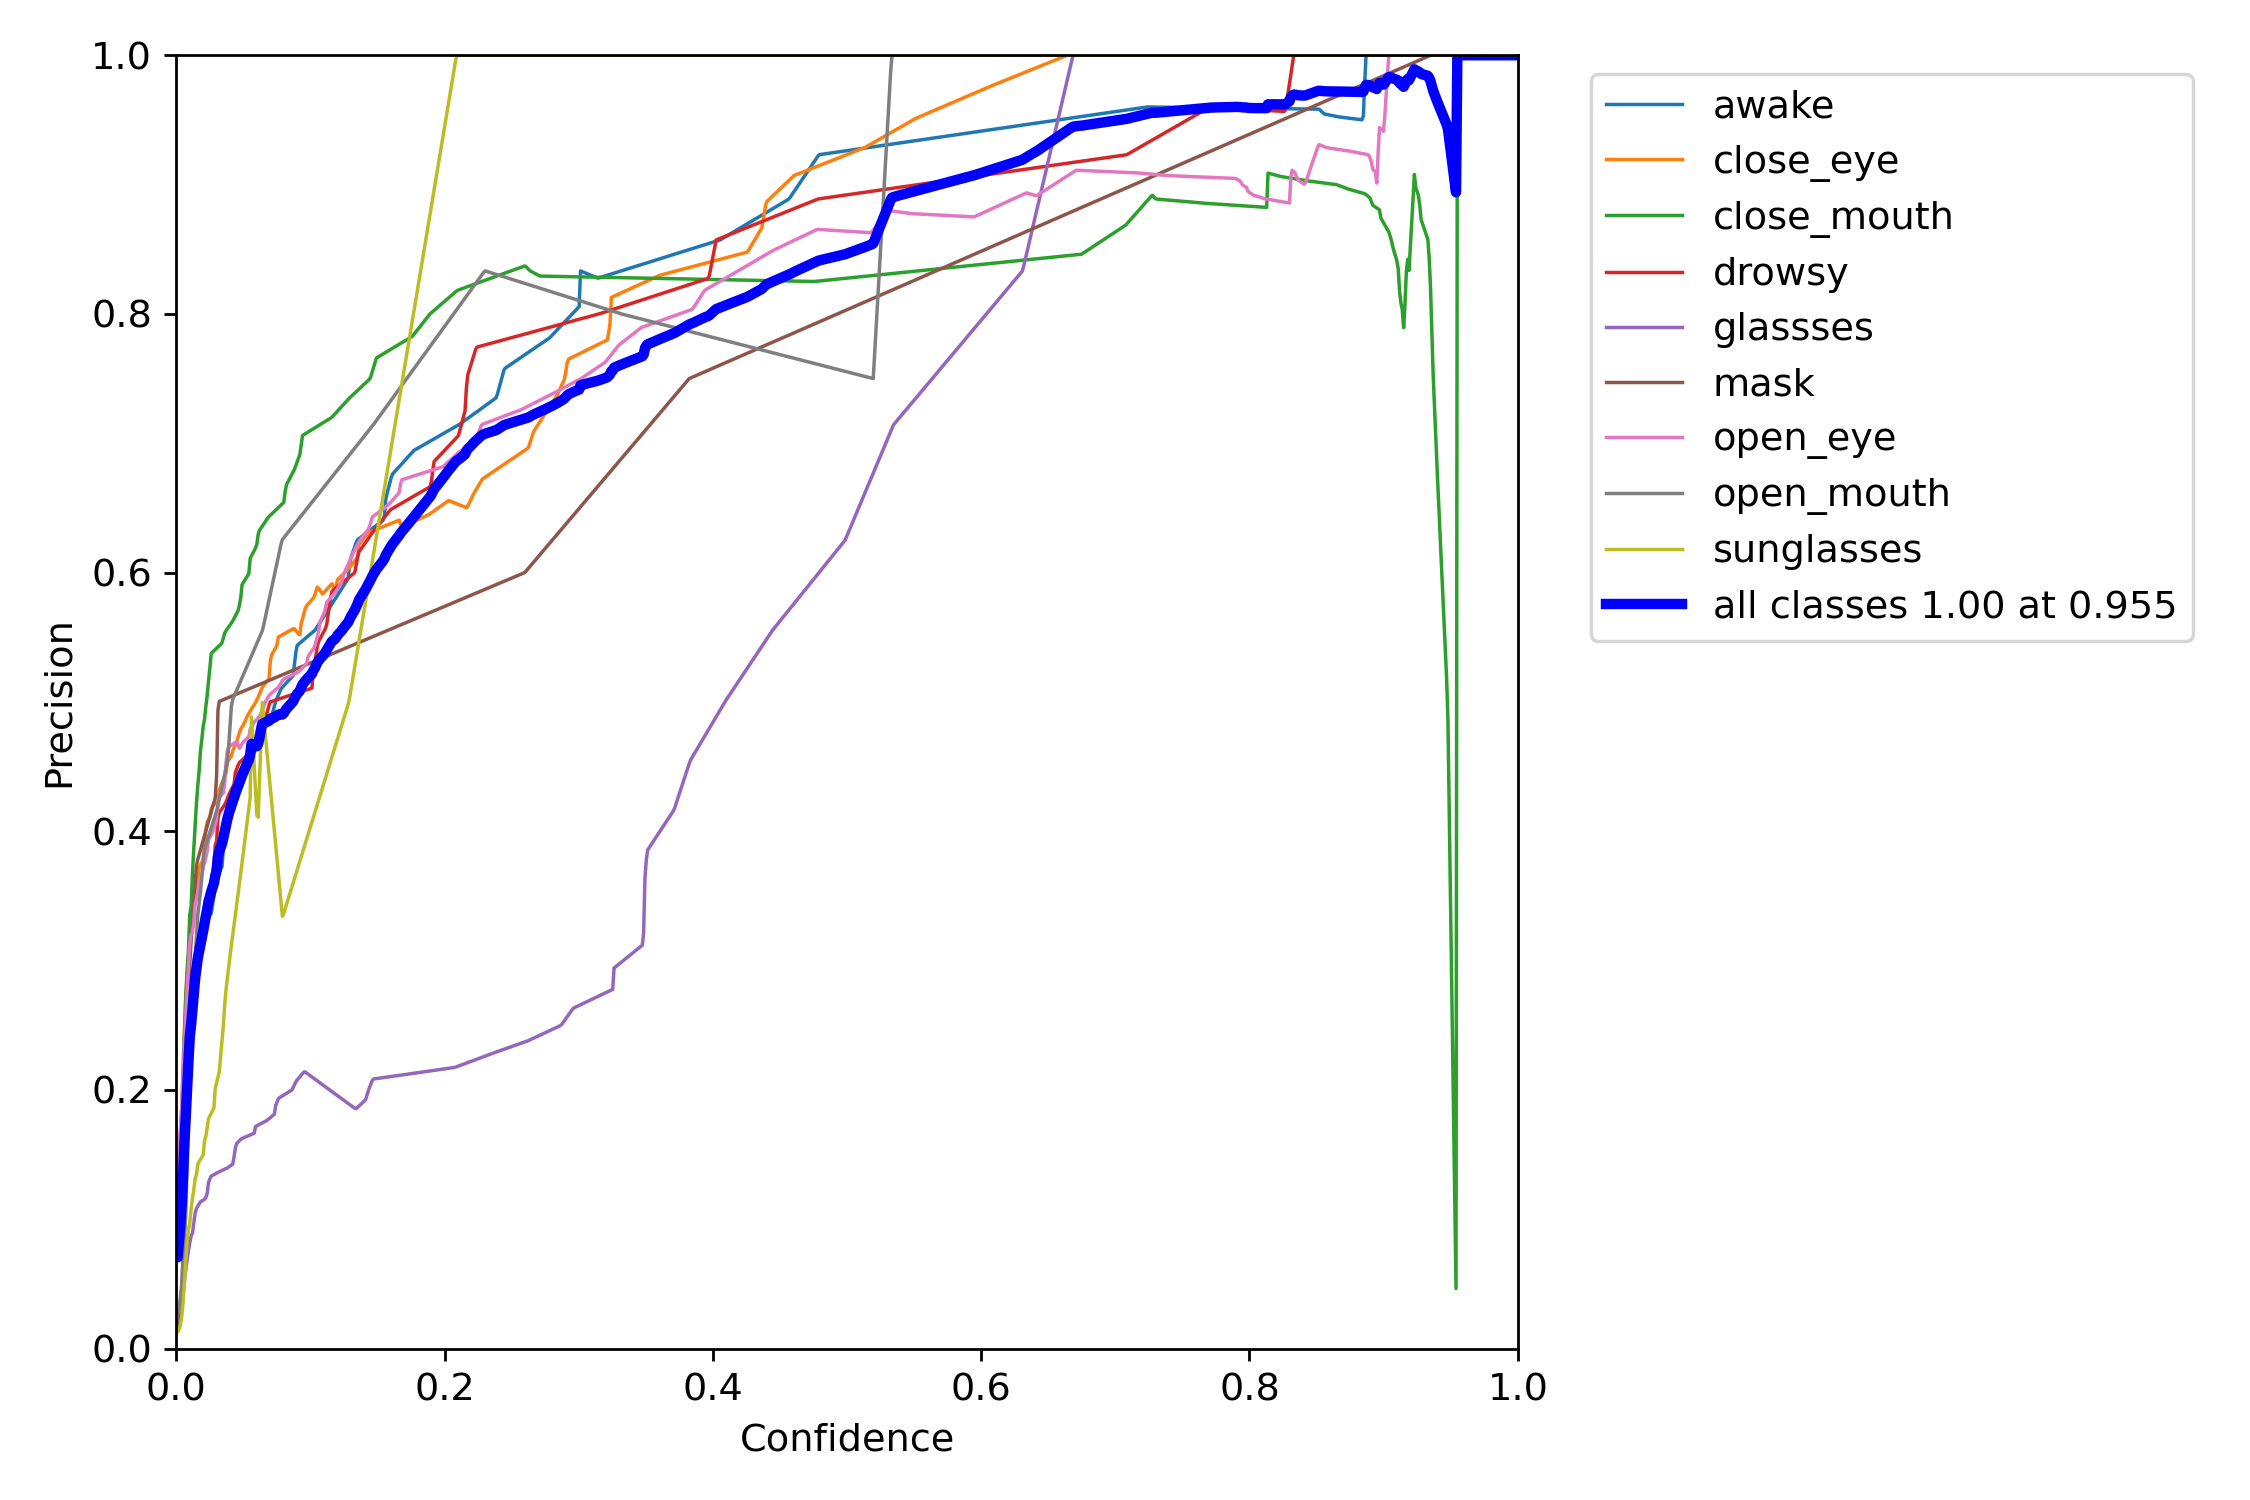 1.0
0.8
0.6
0.4
0.2
0.0
Precision
0.0 0.2 0.4 0.6 0.8 1.0
Confidence
awake
close_eye
close_mouth
drowsy
glassses
mask
open_eye
open_mouth
sunglasses
all classes 1.00 at 0.955